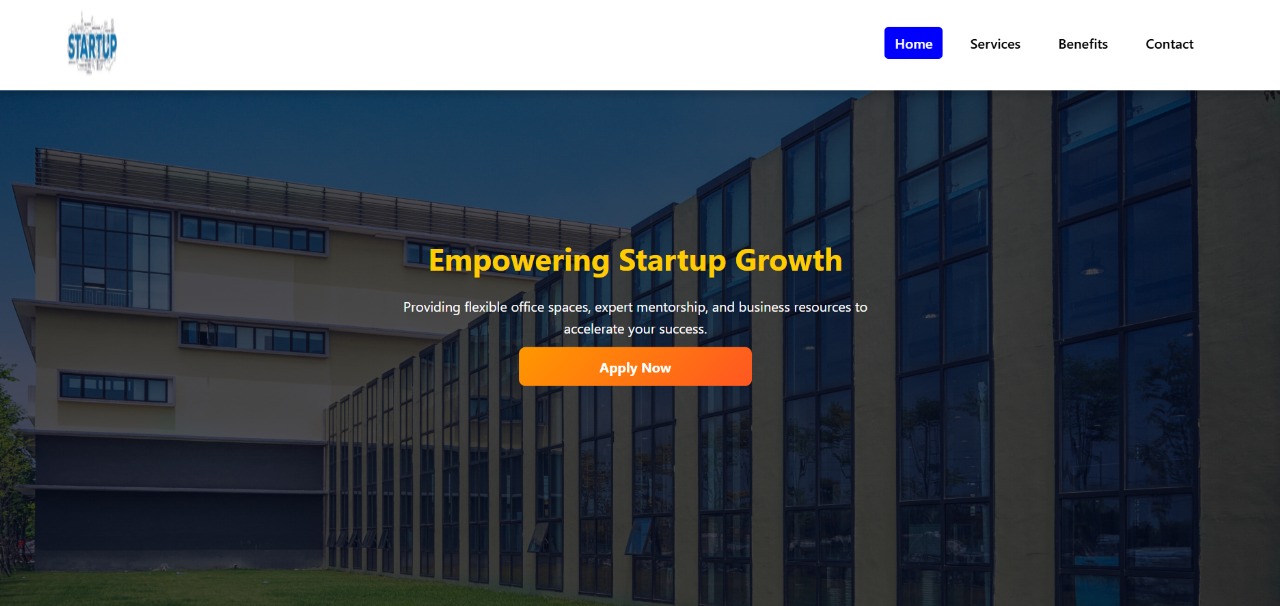 STARTUP
Home
Services
Benefits
Contact
Empowering Startup Growth
Providing flexible office spaces, expert mentorship, and business resources to
accelerate your success.
Apply Now